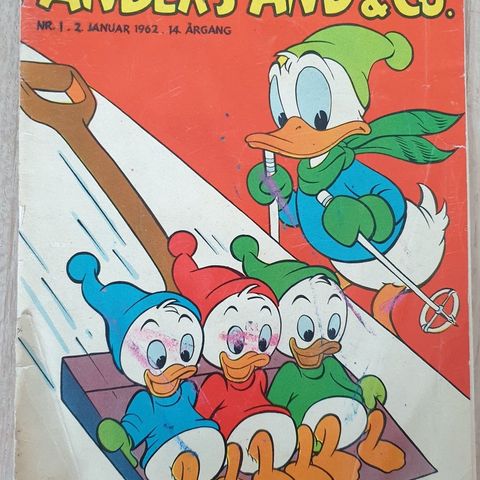 ANDERS AND & Co.
NR. 1 . 2. JANUAR 1962 . 14. ÅRGANG